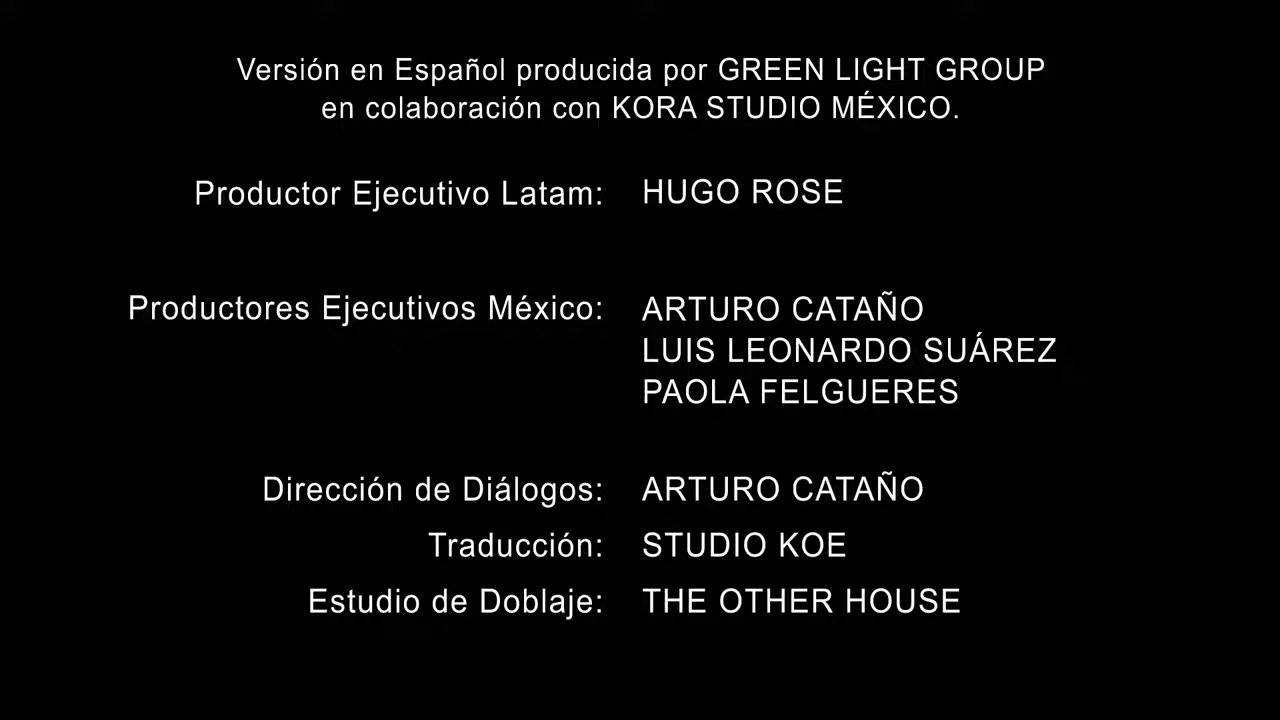 Versión en Español producida por GREEN LIGHT GROUP
en colaboración con KORA STUDIO MÉXICO.
Productor Ejecutivo Latam: HUGO ROSE
Productores Ejecutivos México: ARTURO CATAÑO
LUIS LEONARDO SUÁREZ
PAOLA FELGUERES
Dirección de Diálogos: ARTURO CATAÑO
Traducción: STUDIO KOE
Estudio de Doblaje: THE OTHER HOUSE